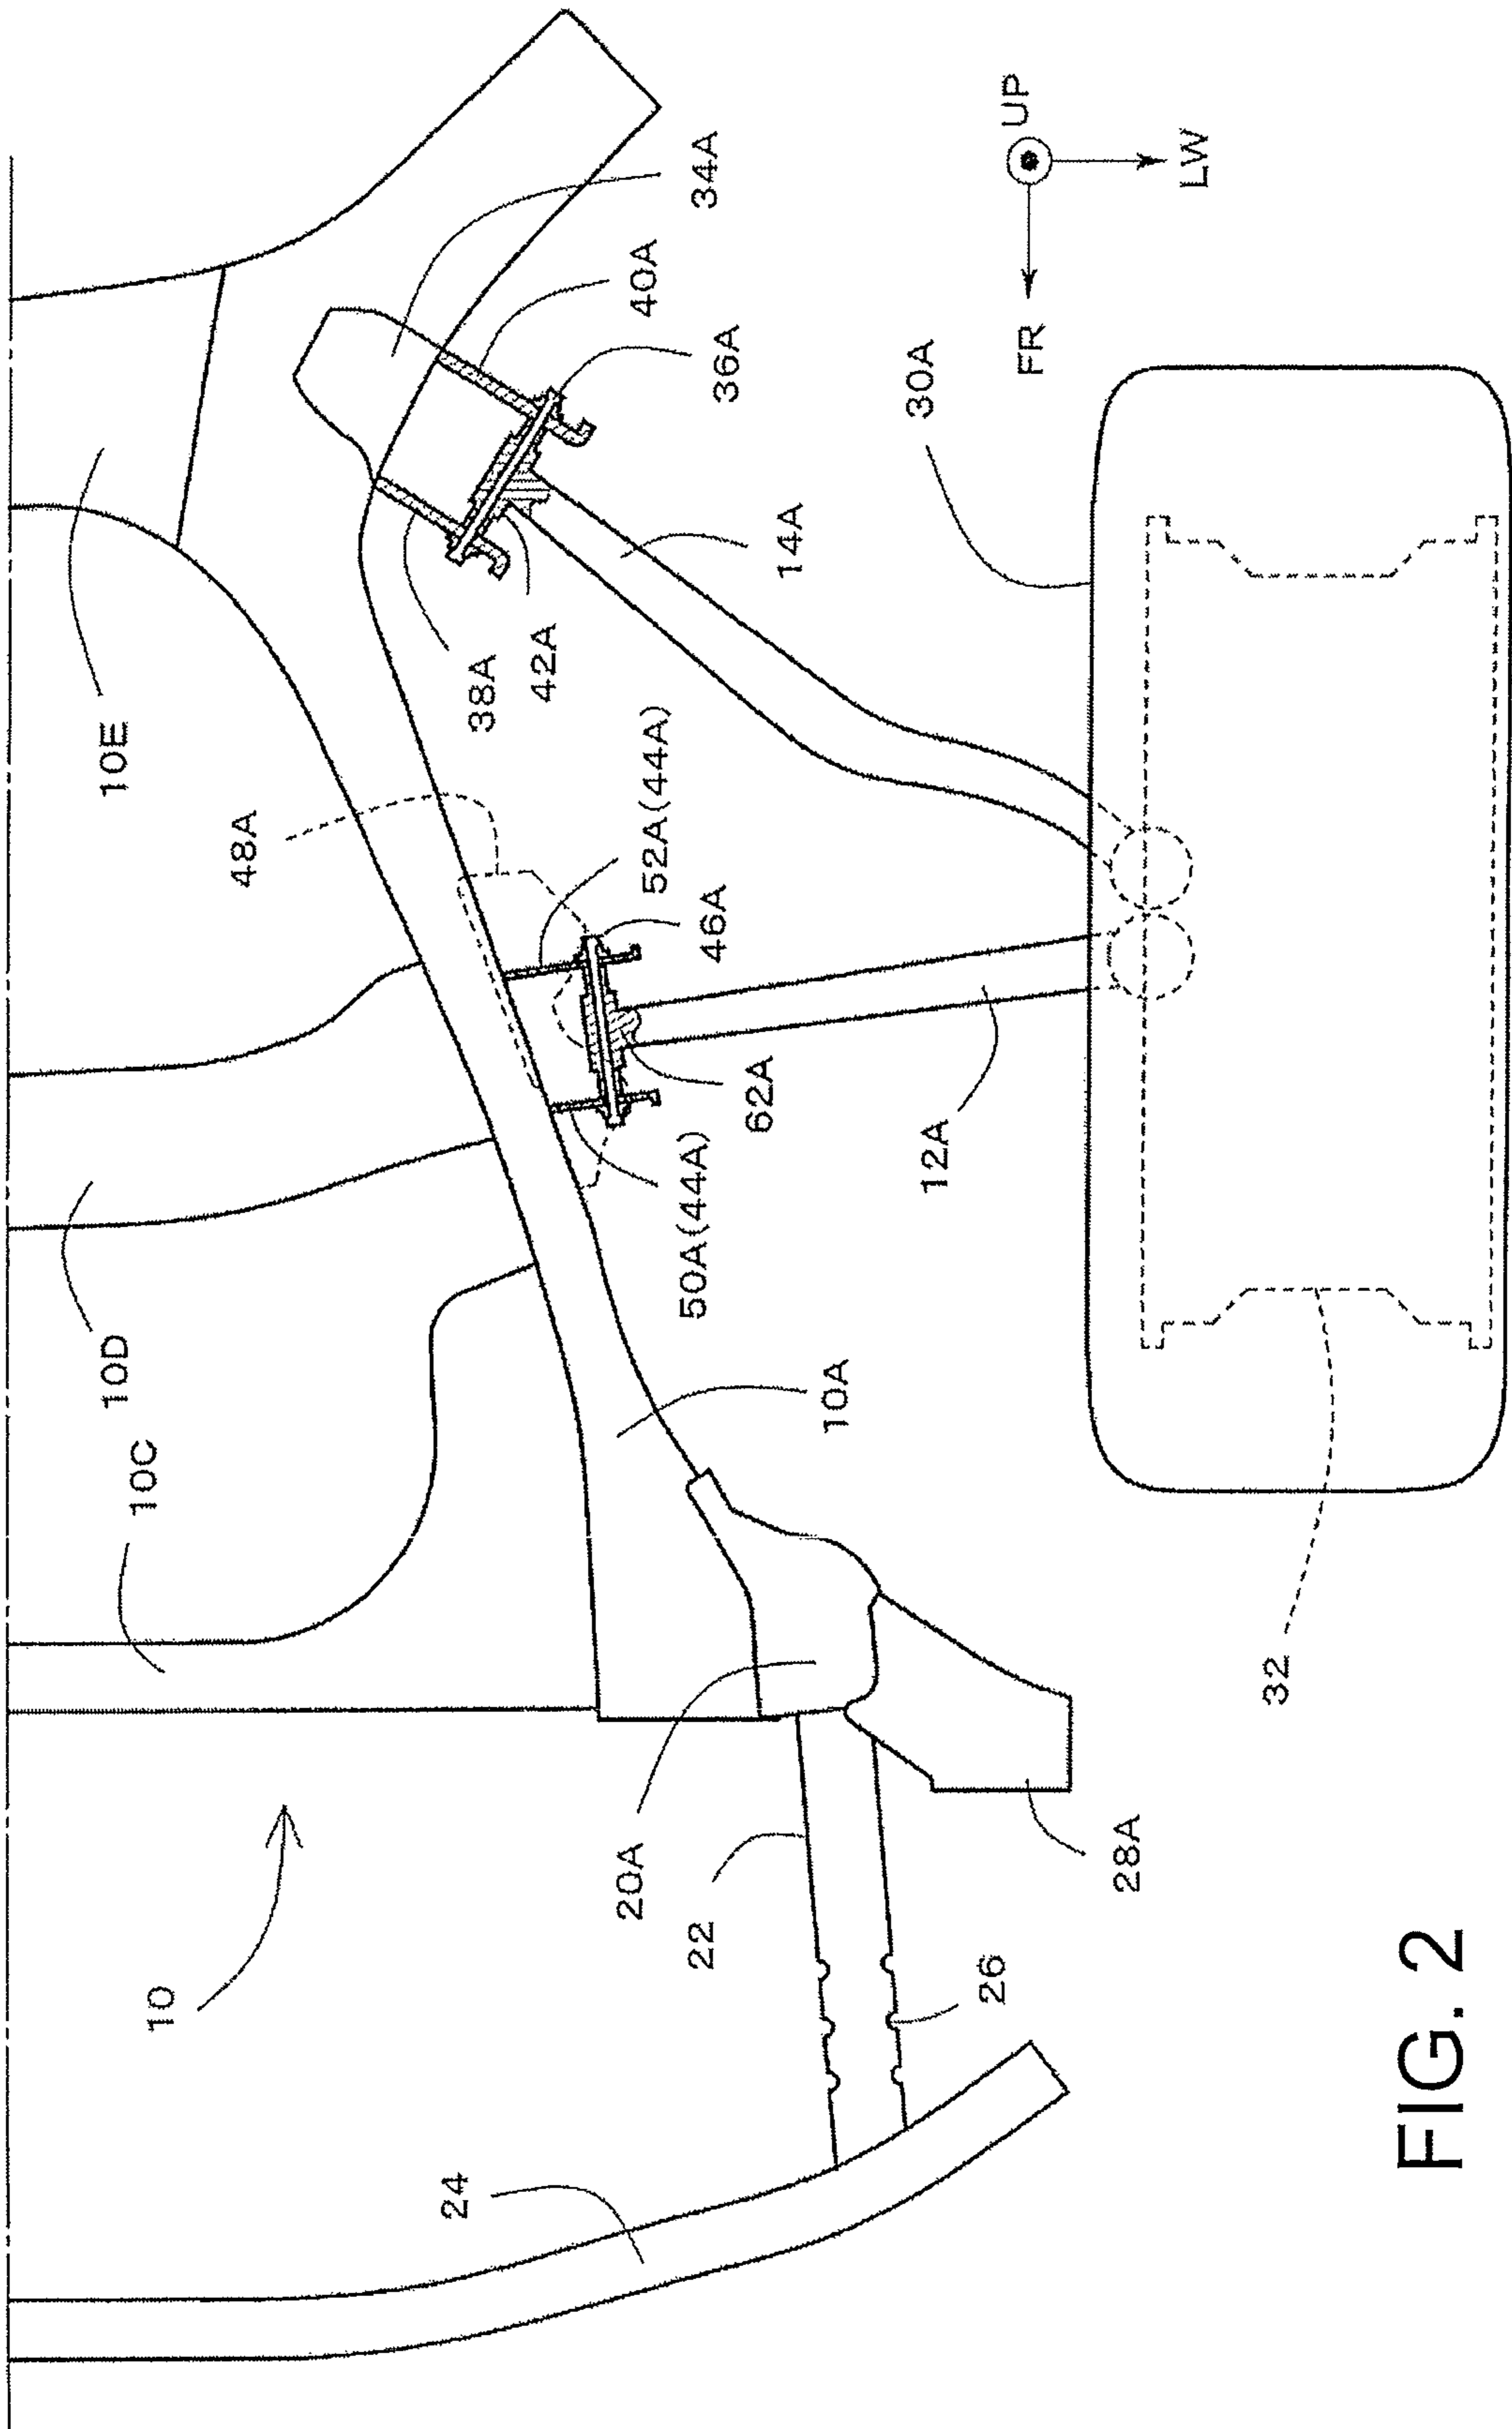 10
10C
10D
10E
48A
24
38A
42A
20A
22
50A(44A)
52A(44A)
40A
34A
62A
46A
36A
14A
10A
12A
30A
26
UP
FR
28A
LW
32
FIG. 2